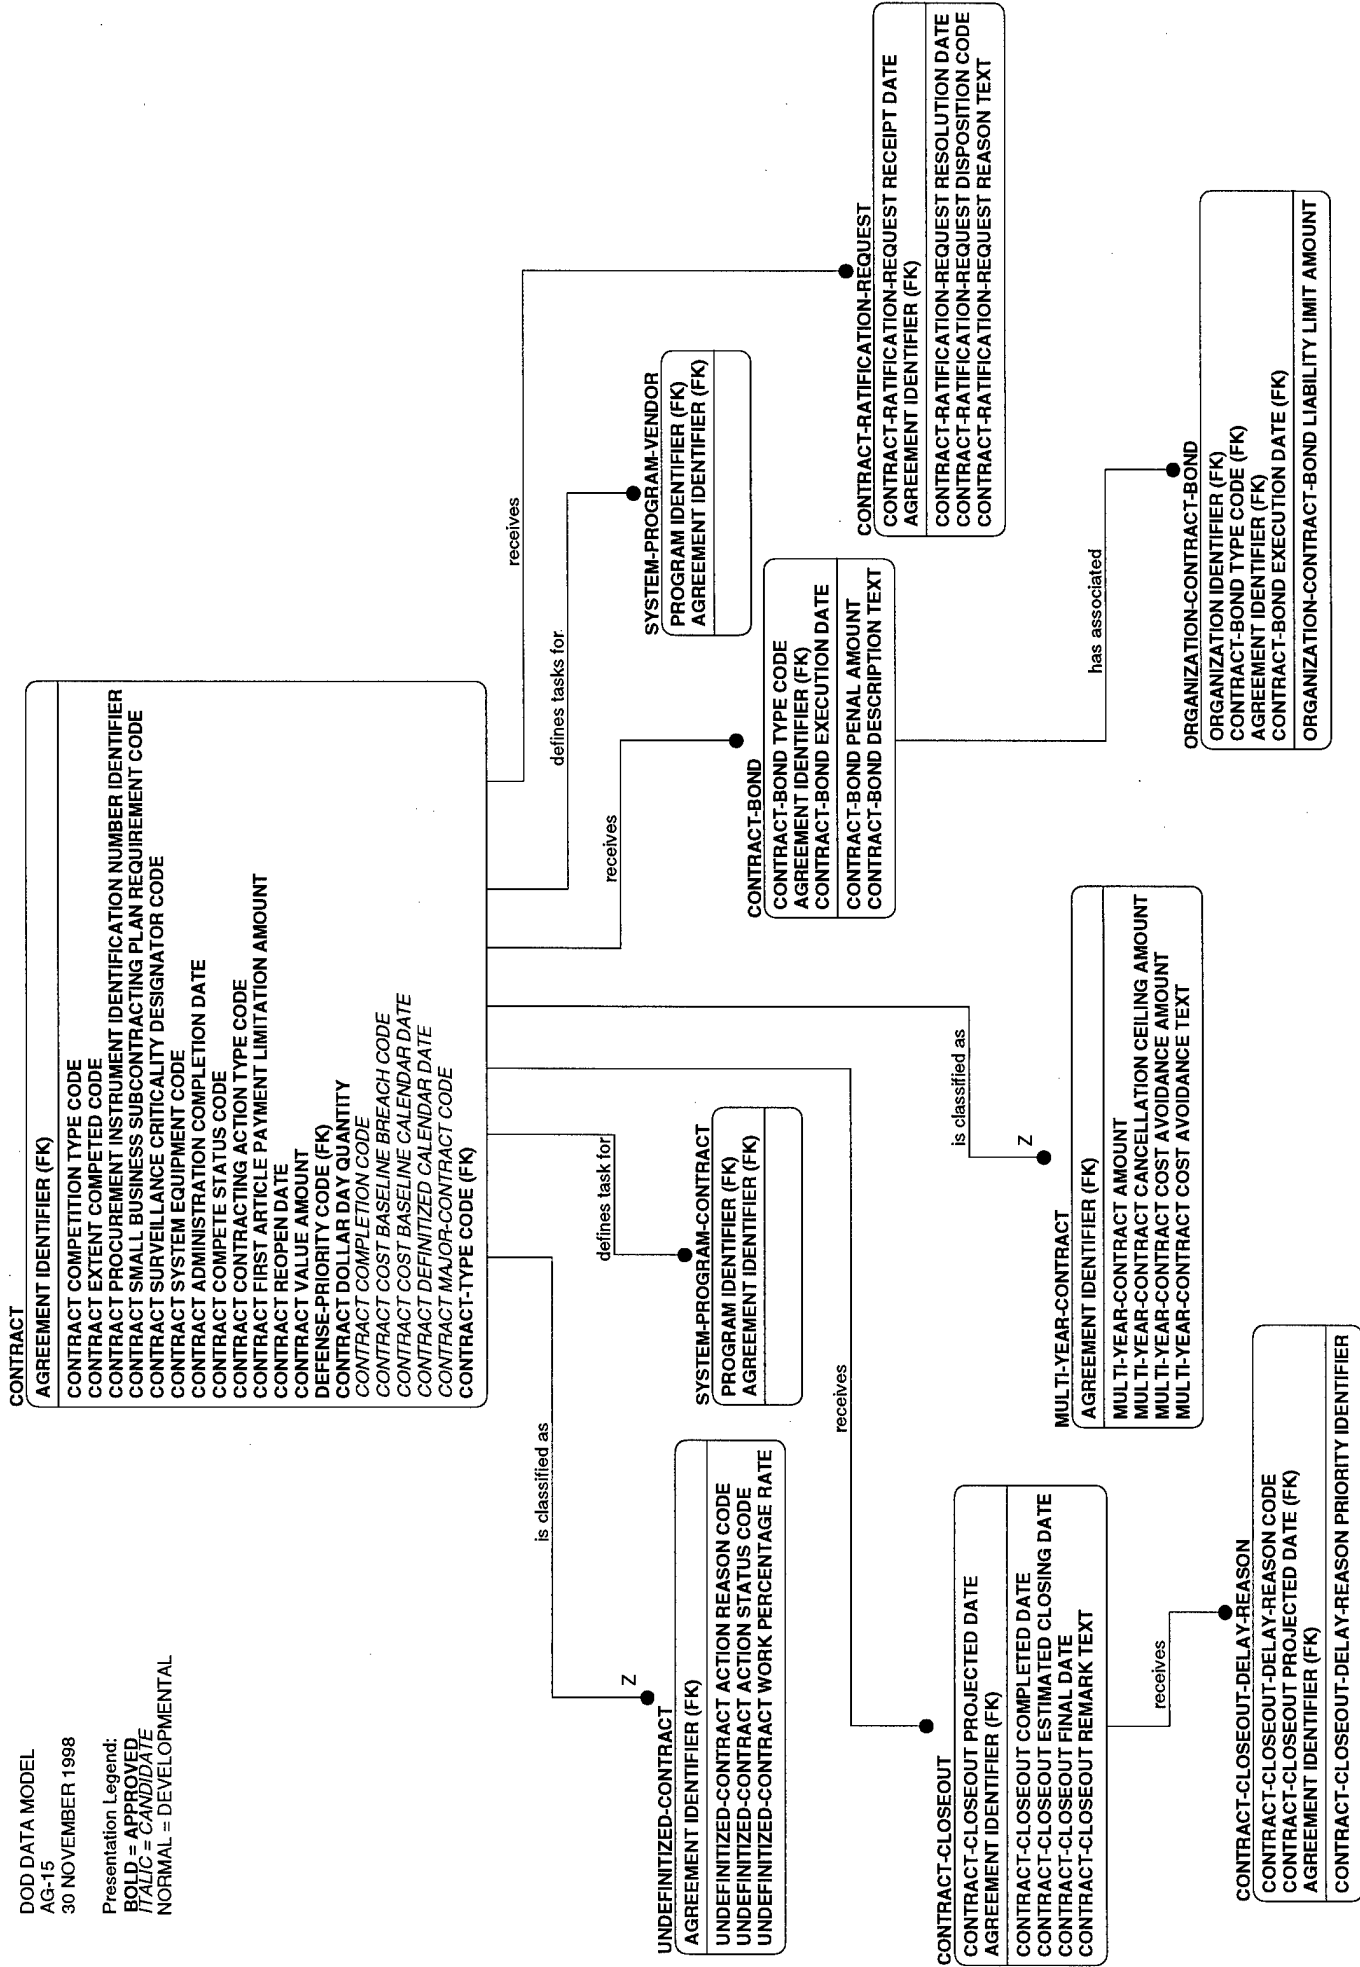 DOD DATA MODEL
AG-15
30 NOVEMBER 1998
Presentation Legend:
BOLD = APPROVED
ITALIC = CANDIDATE
NORMAL = DEVELOPMENTAL
CONTRACT
AGREEMENT IDENTIFIER (FK)
CONTRACT COMPETITION TYPE CODE
CONTRACT EXTENT COMPETED CODE
CONTRACT PROCUREMENT INSTRUMENT IDENTIFICATION NUMBER IDENTIFIER
CONTRACT SMALL BUSINESS SUBCONTRACTING PLAN REQUIREMENT CODE
CONTRACT SURVEILLANCE CRITICALITY DESIGNATOR CODE
CONTRACT SYSTEM EQUIPMENT CODE
CONTRACT ADMINISTRATION COMPLETION DATE
CONTRACT COMPETE STATUS CODE
CONTRACT CONTRACTING ACTION TYPE CODE
CONTRACT FIRST ARTICLE PAYMENT LIMITATION AMOUNT
CONTRACT REOPEN DATE
CONTRACT VALUE AMOUNT
DEFENSE-PRIORITY CODE (FK)
CONTRACT DOLLAR DAY QUANTITY
CONTRACT COMPLETION CODE
CONTRACT COST BASELINE BREACH CODE
CONTRACT COST BASELINE CALENDAR DATE
CONTRACT DEFINITIZED CALENDAR DATE
CONTRACT MAJOR-CONTRACT CODE
CONTRACT-TYPE CODE (FK)
is classified as
Z
UNDEFINITIZED-CONTRACT
AGREEMENT IDENTIFIER (FK)
UNDEFINITIZED-CONTRACT ACTION REASON CODE
UNDEFINITIZED-CONTRACT ACTION STATUS CODE
UNDEFINITIZED-CONTRACT WORK PERCENTAGE RATE
defines task for
SYSTEM-PROGRAM-CONTRACT
PROGRAM IDENTIFIER (FK)
AGREEMENT IDENTIFIER (FK)
receives
CONTRACT-CLOSEOUT
CONTRACT-CLOSEOUT PROJECTED DATE
AGREEMENT IDENTIFIER (FK)
CONTRACT-CLOSEOUT COMPLETED DATE
CONTRACT-CLOSEOUT ESTIMATED CLOSING DATE
CONTRACT-CLOSEOUT FINAL DATE
CONTRACT-CLOSEOUT REMARK TEXT
receives
CONTRACT-CLOSEOUT-DELAY-REASON
CONTRACT-CLOSEOUT-DELAY-REASON CODE
CONTRACT-CLOSEOUT PROJECTED DATE (FK)
AGREEMENT IDENTIFIER (FK)
CONTRACT-CLOSEOUT-DELAY-REASON PRIORITY IDENTIFIER
is classified as
Z
MULTI-YEAR-CONTRACT
AGREEMENT IDENTIFIER (FK)
MULTI-YEAR-CONTRACT AMOUNT
MULTI-YEAR-CONTRACT CANCELLATION CEILING AMOUNT
MULTI-YEAR-CONTRACT COST AVOIDANCE AMOUNT
MULTI-YEAR-CONTRACT COST AVOIDANCE TEXT
receives
CONTRACT-BOND
CONTRACT-BOND TYPE CODE
AGREEMENT IDENTIFIER (FK)
CONTRACT-BOND EXECUTION DATE
CONTRACT-BOND PENAL AMOUNT
CONTRACT-BOND DESCRIPTION TEXT
has associated
ORGANIZATION-CONTRACT-BOND
ORGANIZATION IDENTIFIER (FK)
CONTRACT-BOND TYPE CODE (FK)
AGREEMENT IDENTIFIER (FK)
CONTRACT-BOND EXECUTION DATE (FK)
ORGANIZATION-CONTRACT-BOND LIABILITY LIMIT AMOUNT
defines tasks for
SYSTEM-PROGRAM-VENDOR
PROGRAM IDENTIFIER (FK)
AGREEMENT IDENTIFIER (FK)
receives
CONTRACT-RATIFICATION-REQUEST
CONTRACT-RATIFICATION-REQUEST RECEIPT DATE
AGREEMENT IDENTIFIER (FK)
CONTRACT-RATIFICATION-REQUEST RESOLUTION DATE
CONTRACT-RATIFICATION-REQUEST DISPOSITION CODE
CONTRACT-RATIFICATION-REQUEST REASON TEXT